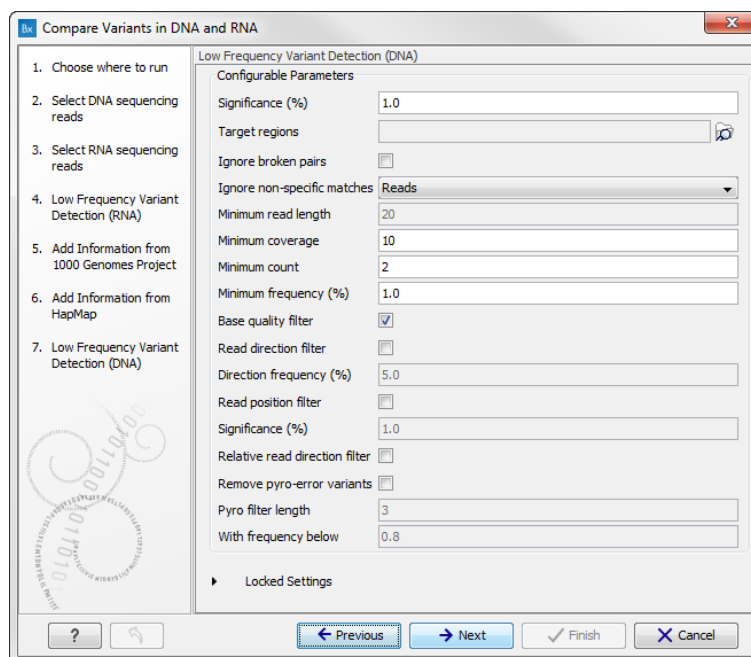 Bx Compare Variants in DNA and RNA
1. Choose where to run
2. Select DNA sequencing
reads
3. Select RNA sequencing
reads
4. Low Frequency Variant
Detection (RNA)
5. Add Information from
1000 Genomes Project
6. Add Information from
HapMap
7. Low Frequency Variant
Detection (DNA)
Low Frequency Variant Detection (DNA)
Configurable Parameters
Significance (%) 1.0
Target regions
Ignore broken pairs
Ignore non-specific matches Reads
Minimum read length 20
Minimum coverage 10
Minimum count 2
Minimum frequency (%) 1.0
Base quality filter
Read direction filter
Direction frequency (%) 5.0
Read position filter
Significance (%) 1.0
Relative read direction filter
Remove pyro-error variants
Pyro filter length 3
With frequency below 0.8
Locked Settings
? Previous Next Finish Cancel